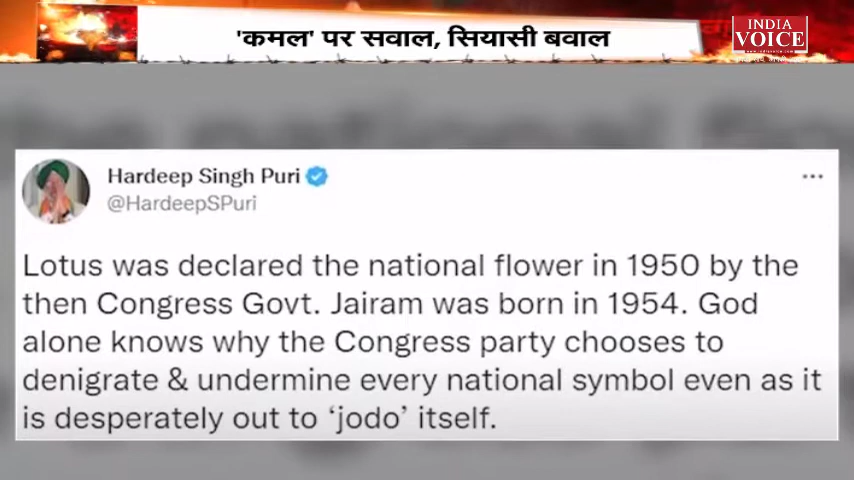 'कमल' पर सवाल, सियासी बवाल
INDIA
VOICE
Hardeep Singh Puri
@HardeepSPuri
Lotus was declared the national flower in 1950 by the
then Congress Govt. Jairam was born in 1954. God
alone knows why the Congress party chooses to
denigrate & undermine every national symbol even as it
is desperately out to ‘jodo’ itself.